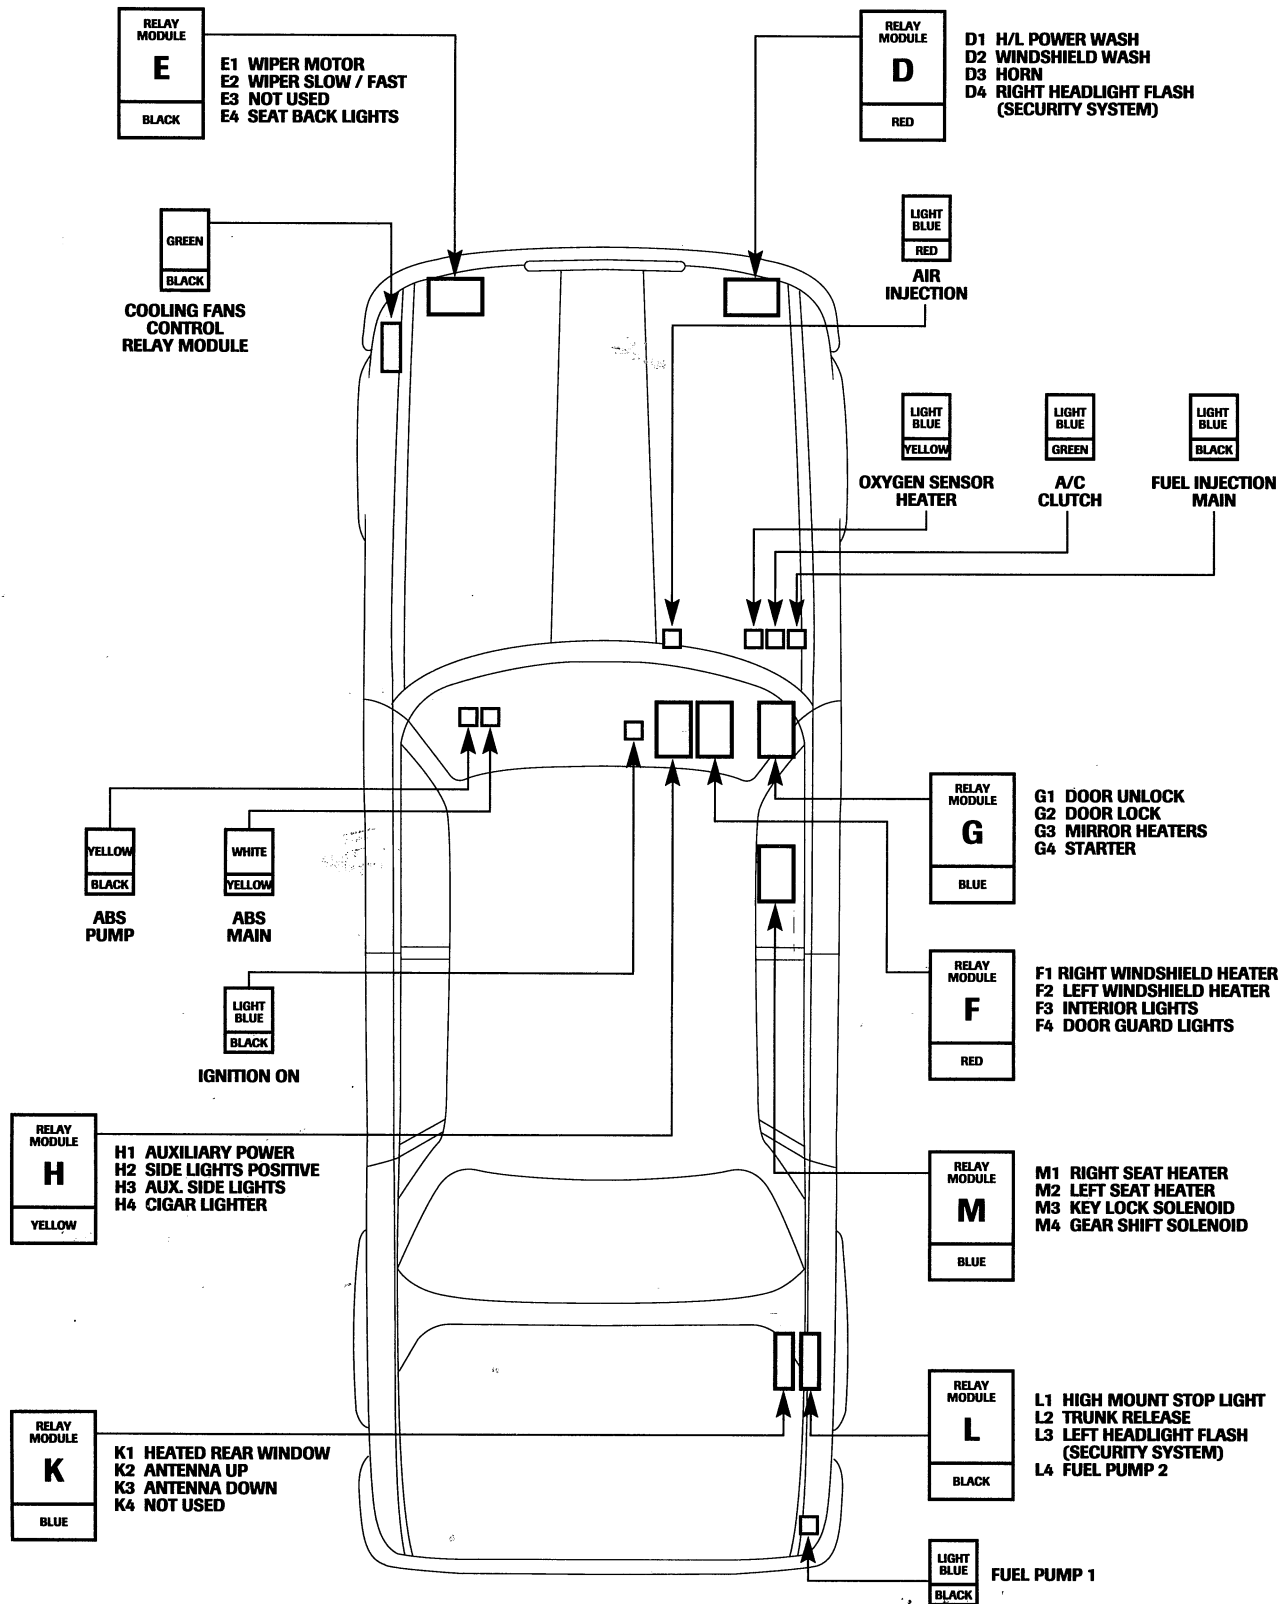 RELAY
MODULE
E
BLACK
E1 WIPER MOTOR
E2 WIPER SLOW / FAST
E3 NOT USED
E4 SEAT BACK LIGHTS
RELAY
MODULE
D
RED
D1 H/L POWER WASH
D2 WINDSHIELD WASH
D3 HORN
D4 RIGHT HEADLIGHT FLASH
(SECURITY SYSTEM)
GREEN
BLACK
COOLING FANS
CONTROL
RELAY MODULE
LIGHT
BLUE
RED
AIR
INJECTION
LIGHT
BLUE
YELLOW
OXYGEN SENSOR
HEATER
LIGHT
BLUE
GREEN
A/C
CLUTCH
LIGHT
BLUE
BLACK
FUEL INJECTION
MAIN
YELLOW
BLACK
ABS
PUMP
WHITE
YELLOW
ABS
MAIN
RELAY
MODULE
G
BLUE
G1 DOOR UNLOCK
G2 DOOR LOCK
G3 MIRROR HEATERS
G4 STARTER
LIGHT
BLUE
BLACK
IGNITION ON
RELAY
MODULE
F
RED
F1 RIGHT WINDSHIELD HEATER
F2 LEFT WINDSHIELD HEATER
F3 INTERIOR LIGHTS
F4 DOOR GUARD LIGHTS
RELAY
MODULE
H
YELLOW
H1 AUXILIARY POWER
H2 SIDE LIGHTS POSITIVE
H3 AUX. SIDE LIGHTS
H4 CIGAR LIGHTER
RELAY
MODULE
M
BLUE
M1 RIGHT SEAT HEATER
M2 LEFT SEAT HEATER
M3 KEY LOCK SOLENOID
M4 GEAR SHIFT SOLENOID
RELAY
MODULE
K
BLUE
K1 HEATED REAR WINDOW
K2 ANTENNA UP
K3 ANTENNA DOWN
K4 NOT USED
RELAY
MODULE
L
BLACK
L1 HIGH MOUNT STOP LIGHT
L2 TRUNK RELEASE
L3 LEFT HEADLIGHT FLASH
(SECURITY SYSTEM)
L4 FUEL PUMP 2
LIGHT
BLUE
BLACK
FUEL PUMP 1